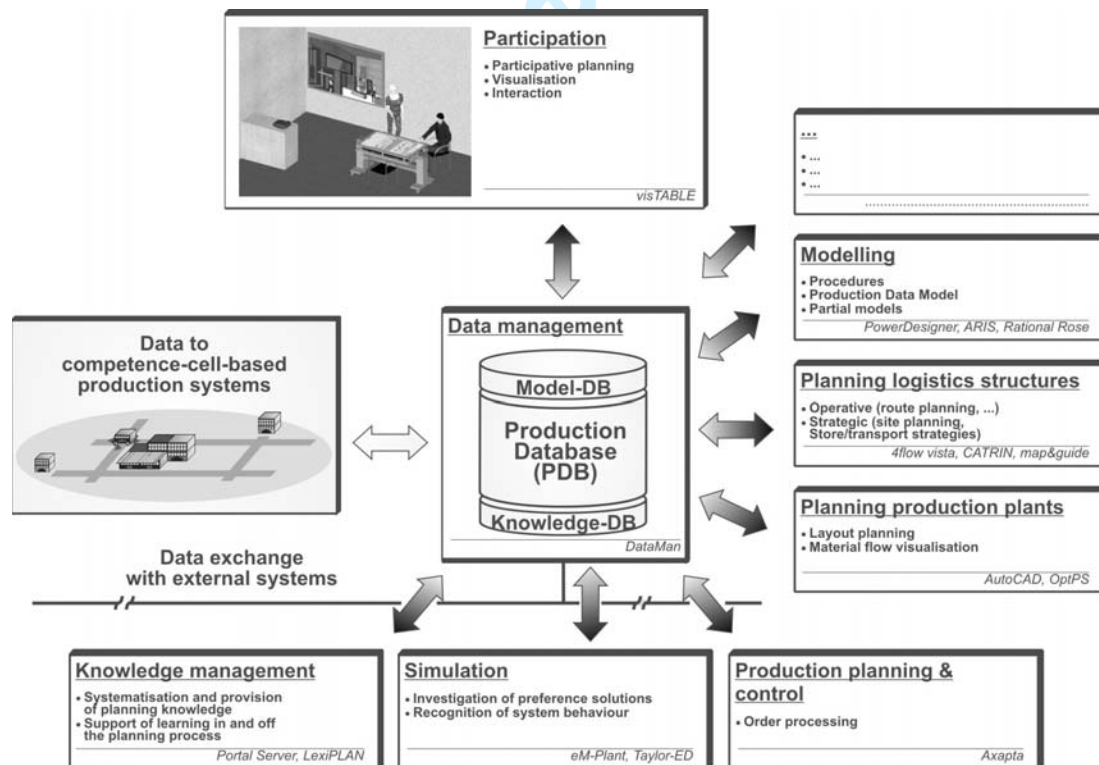 Participation
• Participative planning
• Visualisation
• Interaction
visTABLE
...
• ...
• ...
• ...
Modelling
• Procedures
• Production Data Model
• Partial models
PowerDesigner, ARIS, Rational Rose
Data management
Model-DB
Production
Database
(PDB)
Knowledge-DB
DataMan
Data to
competence-cell-based
production systems
Planning logistics structures
• Operative (route planning, ...)
• Strategic (site planning,
Store/transport strategies)
4flow vista, CATRIN, map&guide
Planning production plants
• Layout planning
• Material flow visualisation
AutoCAD, OptPS
Data exchange
with external systems
Knowledge management
• Systematisation and provision
of planning knowledge
• Support of learning in and off
the planning process
Portal Server, LexiPLAN
Simulation
• Investigation of preference solutions
• Recognition of system behaviour
eM-Plant, Taylor-ED
Production planning &
control
• Order processing
Axapta